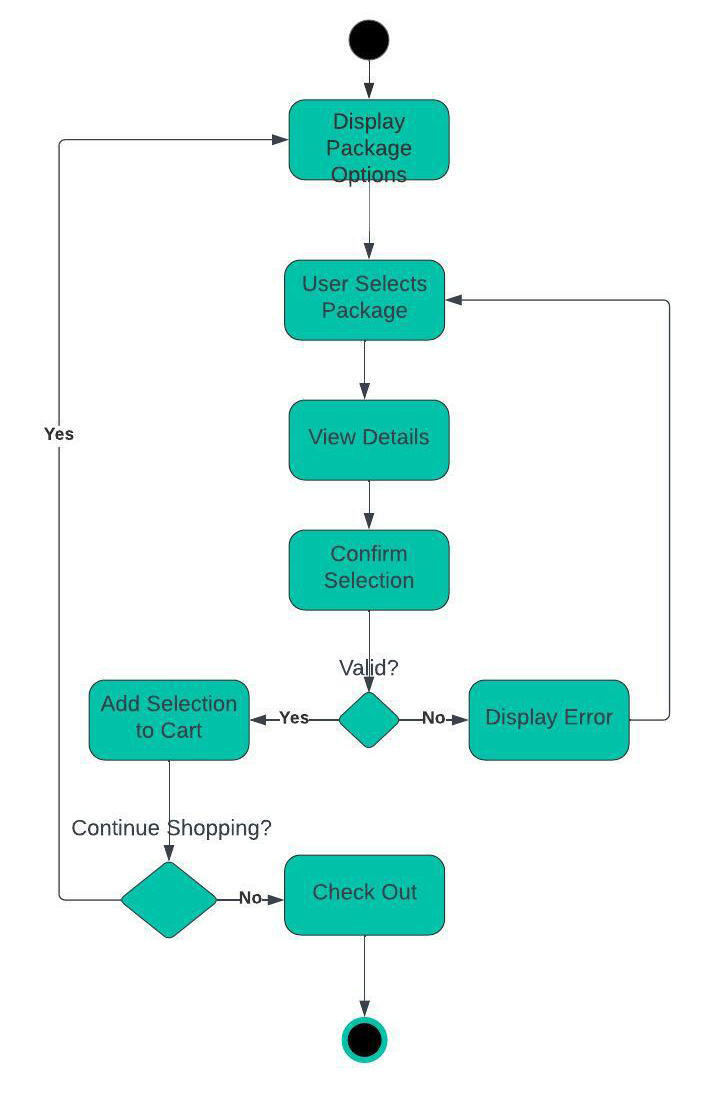 Display
Package
Options
User Selects
Package
Yes
View Details
Confirm
Selection
Valid?
Add Selection
to Cart
Yes
No
Display Error
Continue Shopping?
No
Check Out